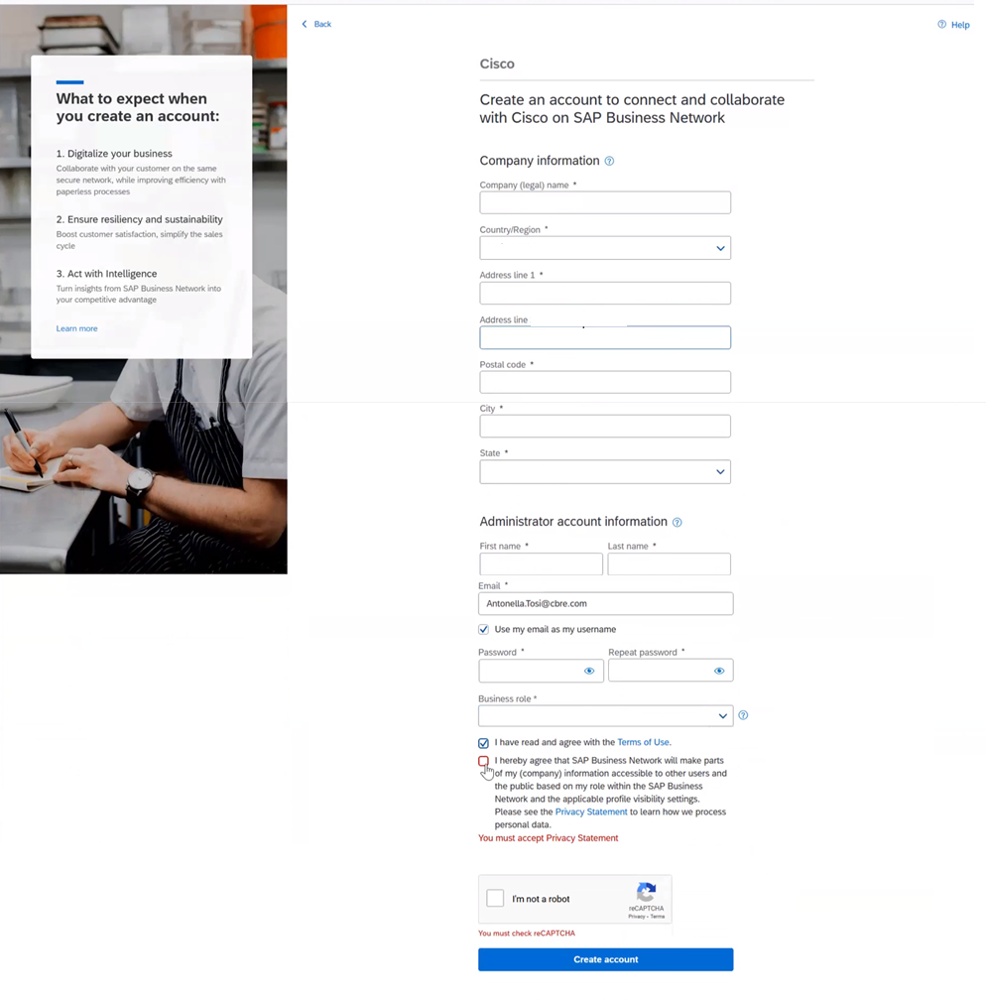 Back
Help
What to expect when
you create an account:
1. Digitalize your business
Collaborate with your customer on the same
secure network, while improving efficiency with
paperless processes
2. Ensure resiliency and sustainability
Boost customer satisfaction, simplify the sales
cycle
3. Act with Intelligence
Turn insights from SAP Business Network into
your competitive advantage
Learn more
Cisco
Create an account to connect and collaborate
with Cisco on SAP Business Network
Company information
Company (legal) name *
Country/Region *
Address line 1 *
Address line
Postal code *
City *
State *
Administrator account information
First name * Last name *
Email *
Antonella.Tosi@cbre.com
Use my email as my username
Password * Repeat password *
Business role *
I have read and agree with the Terms of Use.
I hereby agree that SAP Business Network will make parts
of my (company) information accessible to other users and
the public based on my role within the SAP Business
Network and the applicable profile visibility settings.
Please see the Privacy Statement to learn how we process
personal data.
You must accept Privacy Statement
I'm not a robot
reCAPTCHA
Privacy - Terms
You must check reCAPTCHA
Create account